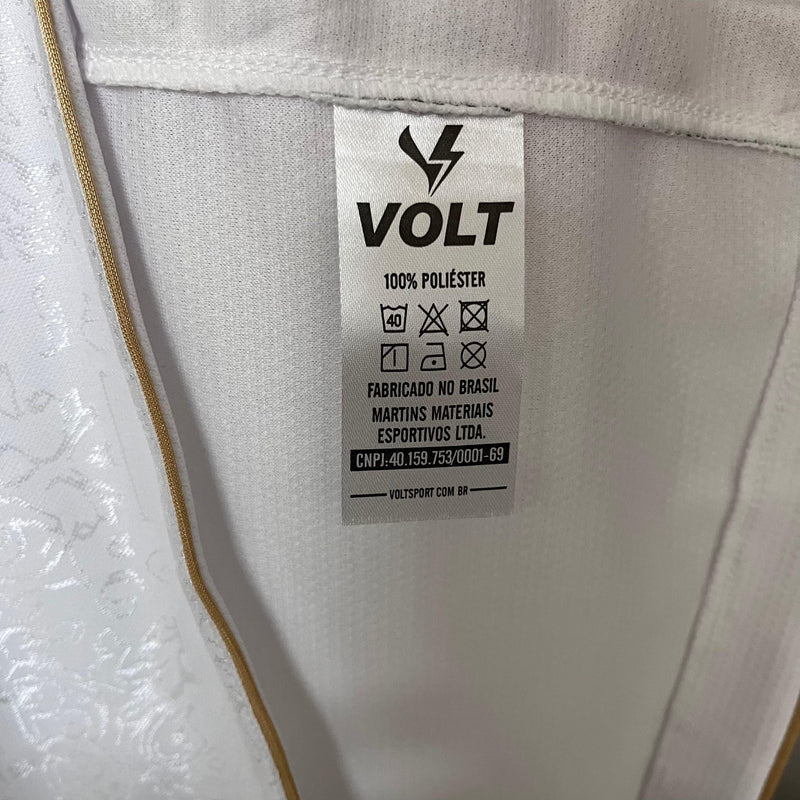 VOLT
100% POLIÉSTER
40
FABRICADO NO BRASIL
MARTINS MATERIAIS
ESPORTIVOS LTDA.
CNPJ:40.159.753/0001-69
VOLTSPORT COM BR